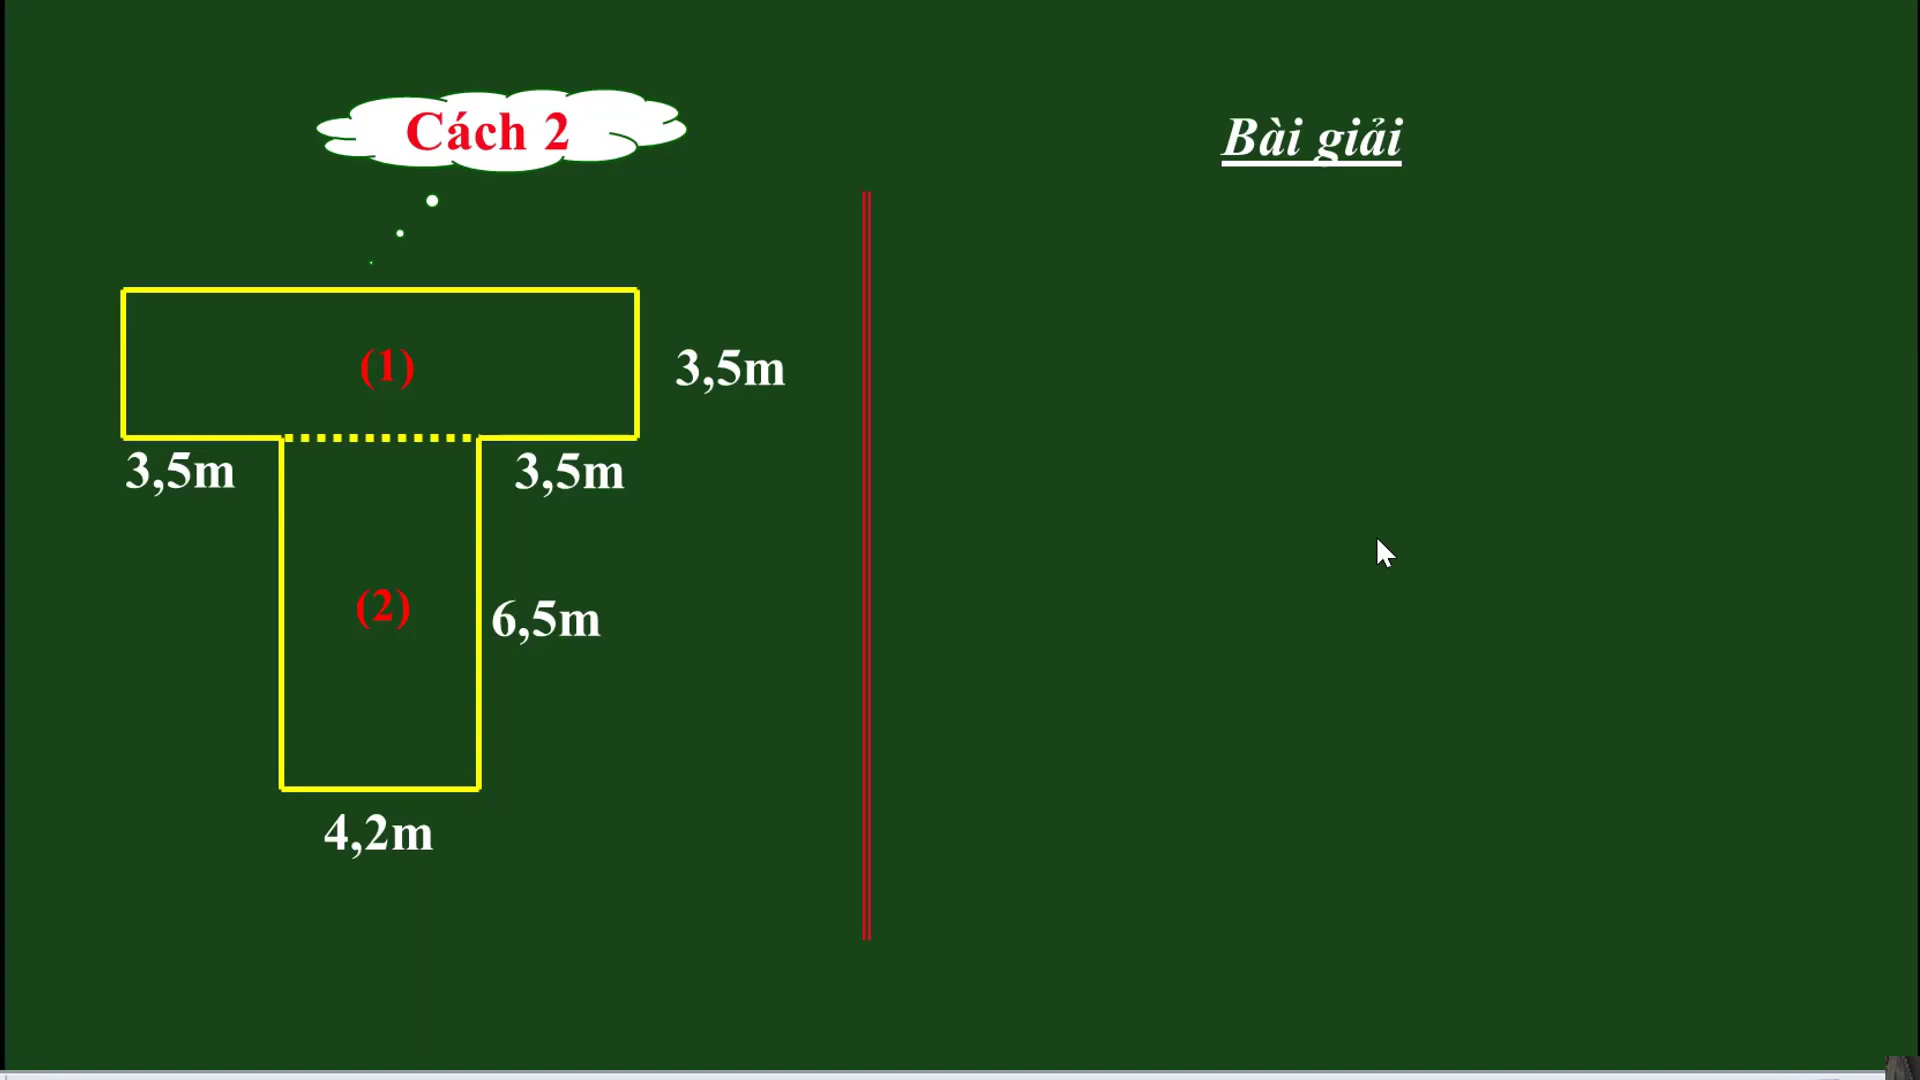 Cách 2
Bài giải
(1)
3,5m
3,5m
3,5m
(2)
6,5m
4,2m